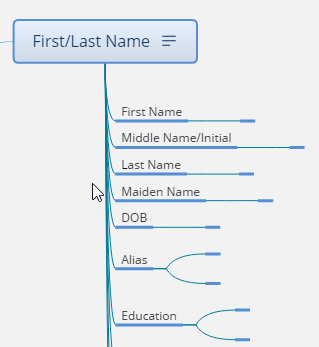 First/Last Name
First Name
Middle Name/Initial
Last Name
Maiden Name
DOB
Alias
Education